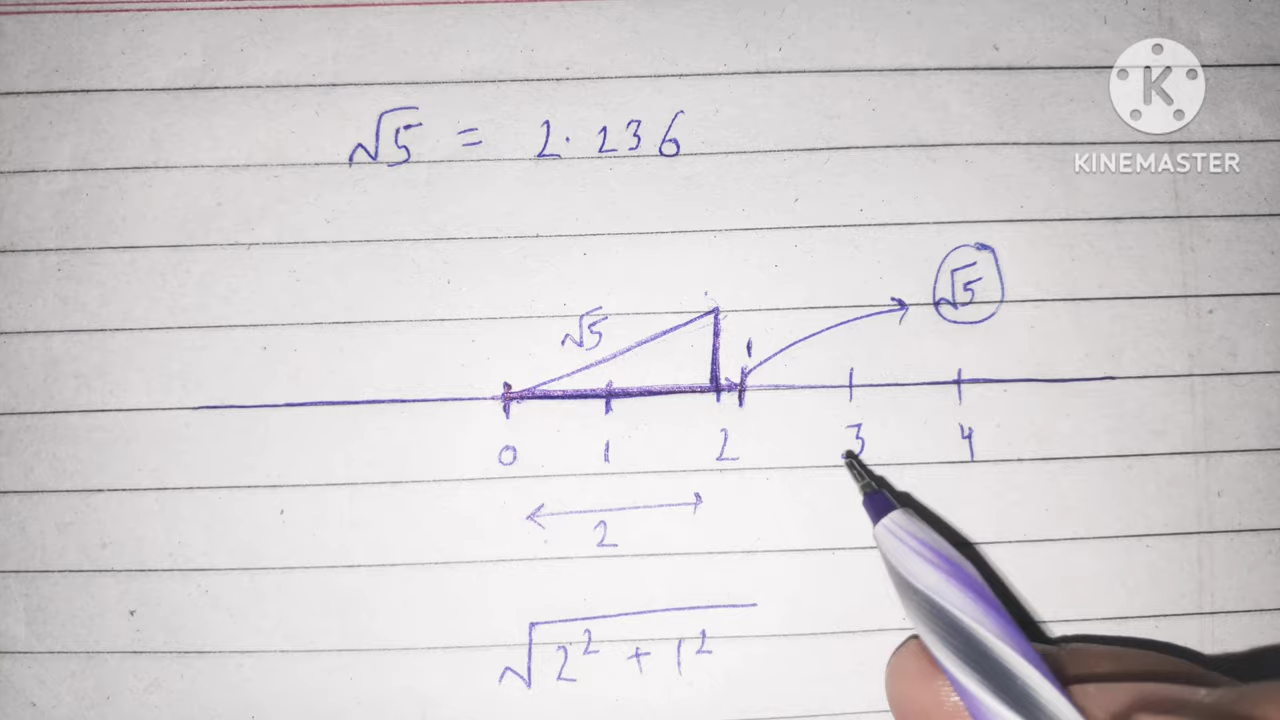 √5 = 2.236
K
KINEMASTER
√5
√5
1
0 1 2 3 4
2
√2² + 1²